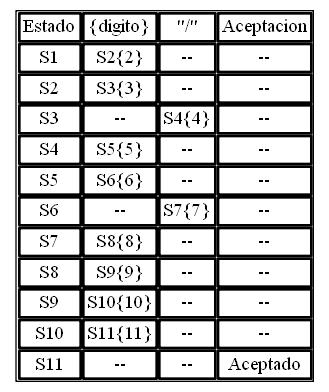 Estado {digito} "/" Aceptacion
S1 S2{2} -- --
S2 S3{3} -- --
S3 -- S4{4} --
S4 S5{5} -- --
S5 S6{6} -- --
S6 -- S7{7} --
S7 S8{8} -- --
S8 S9{9} -- --
S9 S10{10} -- --
S10 S11{11} -- --
S11 -- -- Aceptado